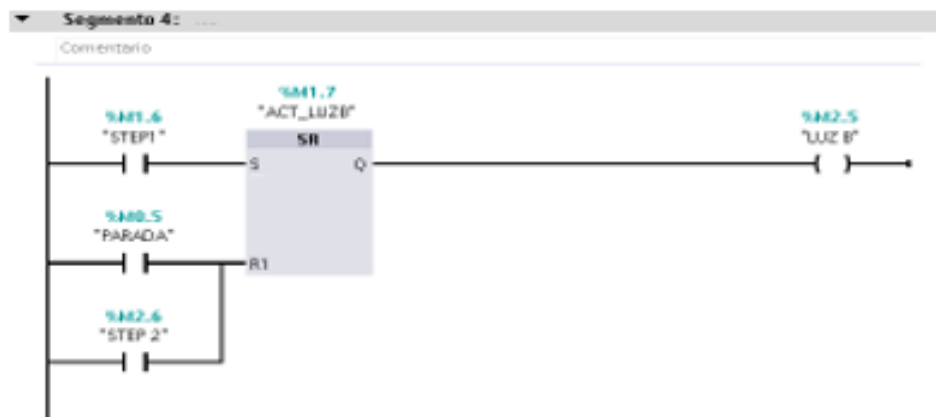 Segmento 4: ...
Comentario
%M1.7
"ACT_LUZB"
%M1.6
"STEP1"
SR
S
Q
%M2.5
"LUZ B"
%M0.5
"PARADA"
R1
%M2.6
"STEP 2"